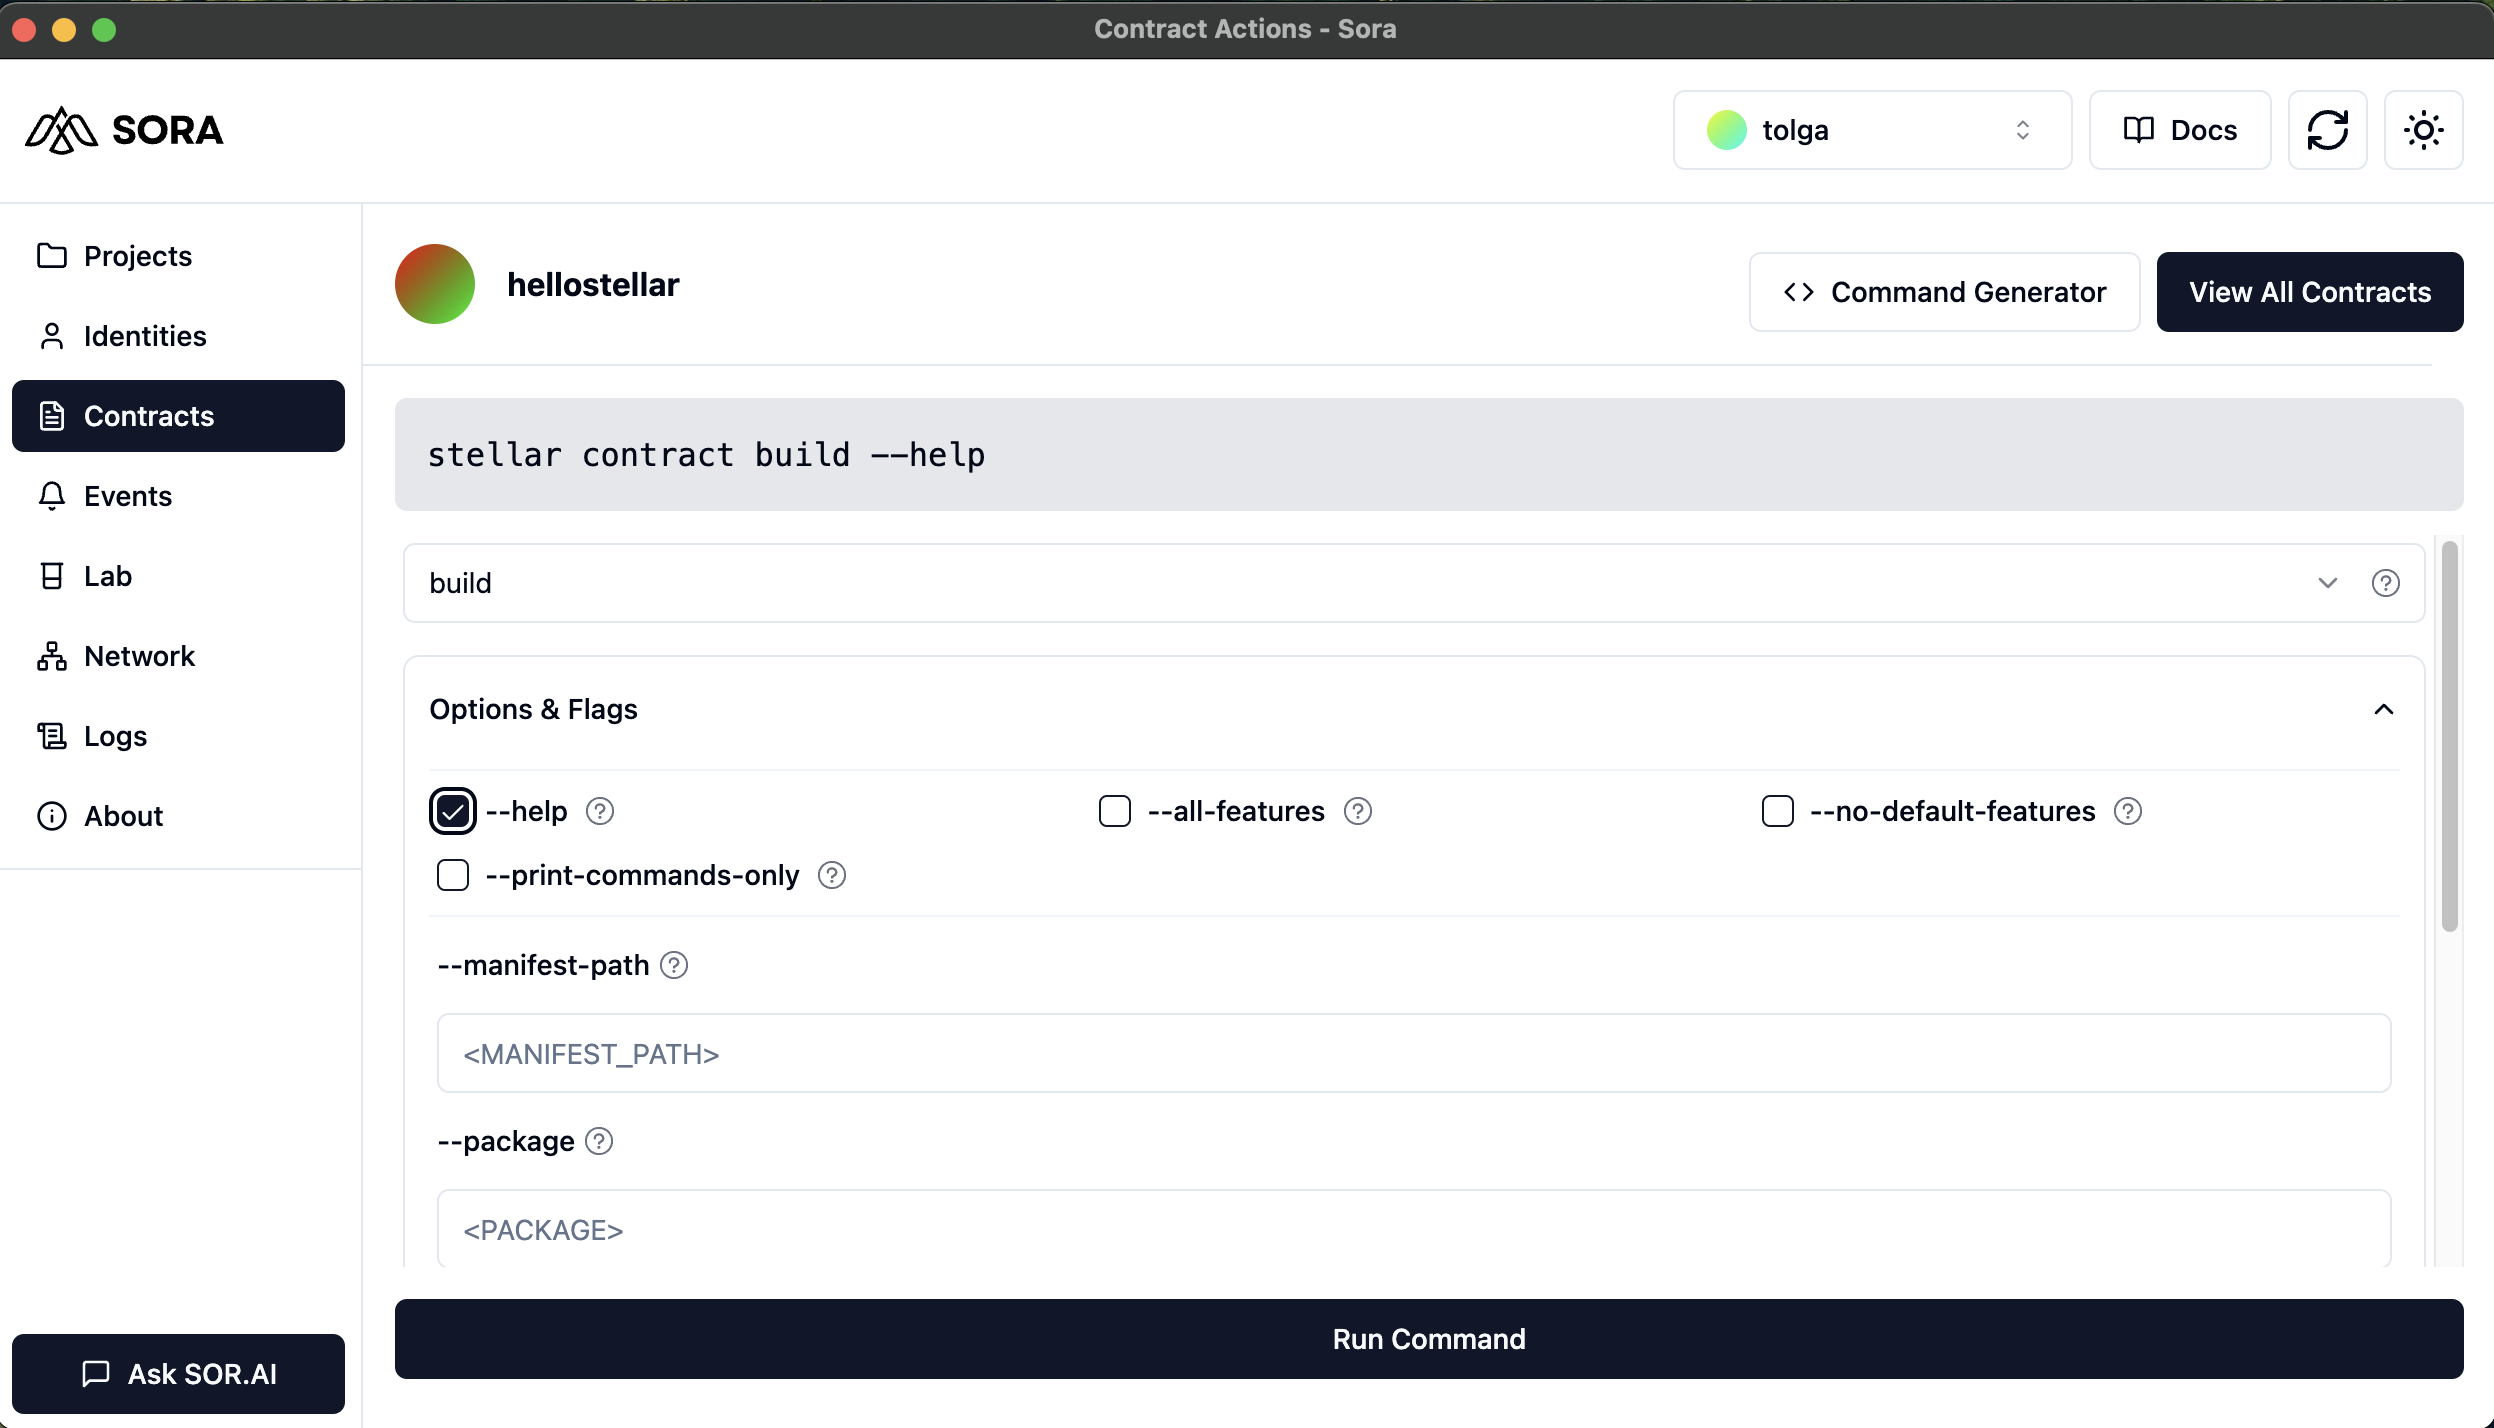 Contract Actions - Sora
SORA
tolga
Docs
Projects
Identities
Contracts
Events
Lab
Network
Logs
About
Ask SOR.AI
hellostellar
Command Generator
View All Contracts
stellar contract build --help
build
Options & Flags
--help
--all-features
--no-default-features
--print-commands-only
--manifest-path
<MANIFEST_PATH>
--package
<PACKAGE>
Run Command